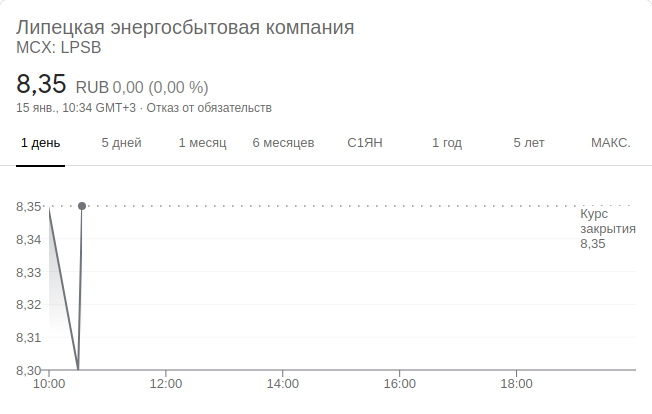 Липецкая энергосбытовая компания
MCX: LPSB
8,35 RUB 0,00 (0,00 %)
15 янв., 10:34 GMT+3 · Отказ от обязательств
1 день 5 дней 1 месяц 6 месяцев С1ЯН 1 год 5 лет МАКС.
8,35
Курс
закрытия
8,35
8,34
8,33
8,32
8,31
8,30
10:00 12:00 14:00 16:00 18:00